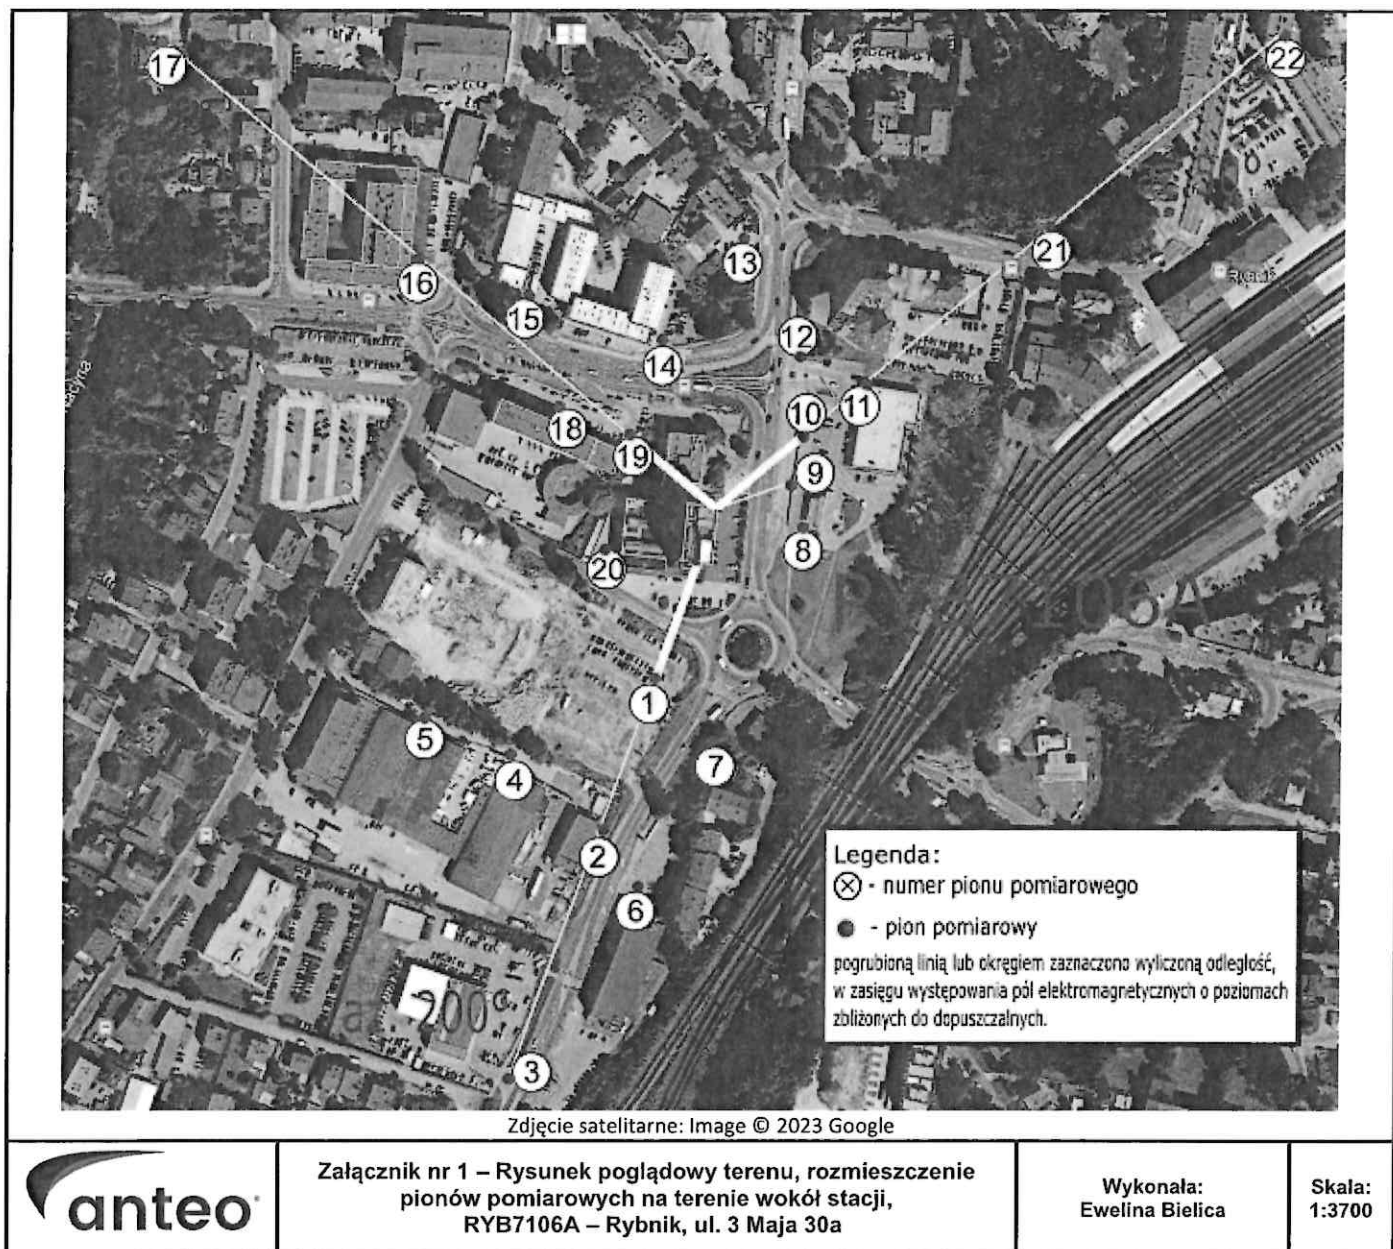 17
22
16
15
13
21
12
14
10
11
18
19
9
8
20
1
5
4
7
2
6
3
200°
Legenda:
- numer pionu pomiarowego
- pion pomiarowy
pogrubioną linią lub okręgiem zaznaczono wyliczoną odległość,
w zasięgu występowania pól elektromagnetycznych o poziomach
zbliżonych do dopuszczalnych.
Zdjęcie satelitarne: Image © 2023 Google
anteo
Załącznik nr 1 – Rysunek poglądowy terenu, rozmieszczenie
pionów pomiarowych na terenie wokół stacji,
RYB7106A – Rybnik, ul. 3 Maja 30a
Wykonała:
Ewelina Bielica
Skala:
1:3700